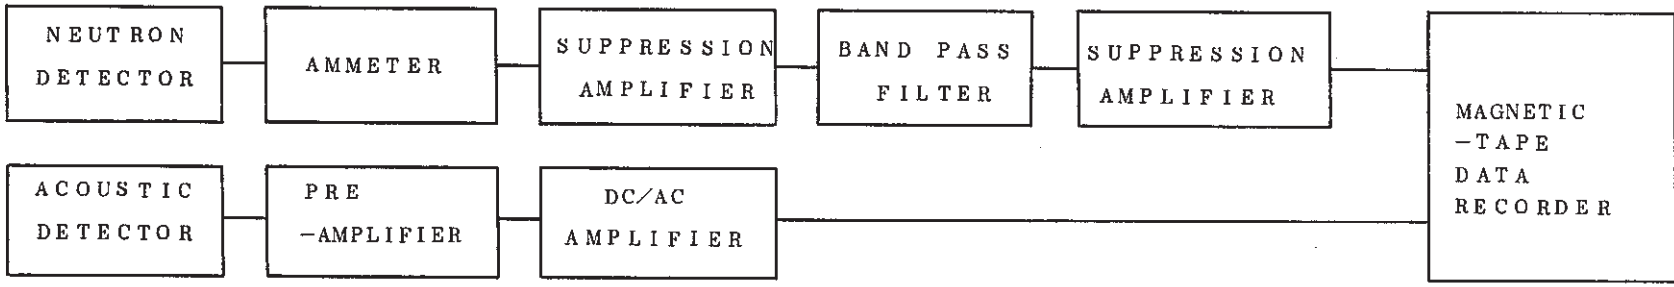 NEUTRON
DETECTOR
AMMETER
SUPPRESSION
AMPLIFIER
BAND PASS
FILTER
SUPPRESSION
AMPLIFIER
MAGNETIC
-TAPE
DATA
RECORDER
ACOUSTIC
DETECTOR
PRE
-AMPLIFIER
DC/AC
AMPLIFIER